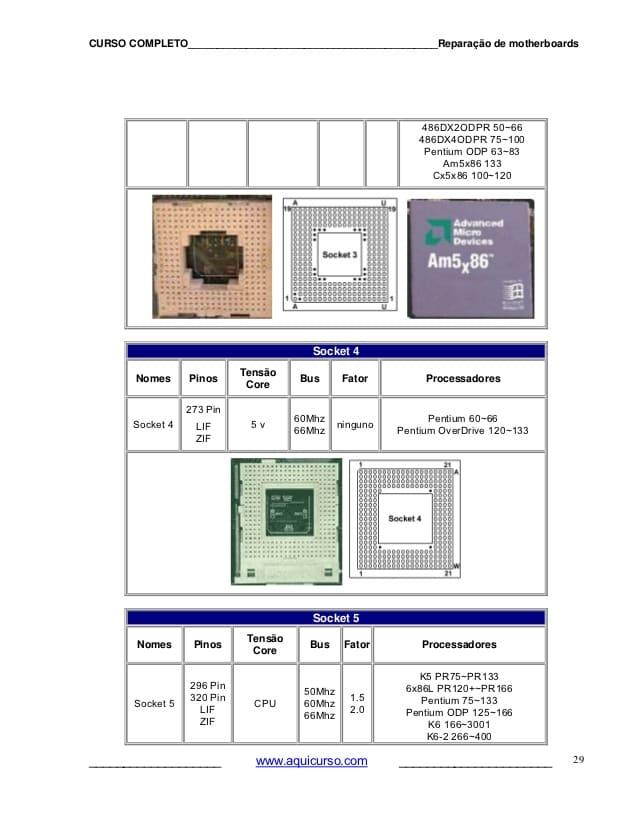 CURSO COMPLETO__________________________________________Reparação de motherboards
486DX2ODPR 50~66
486DX4ODPR 75~100
Pentium ODP 63~83
Am5x86 133
Cx5x86 100~120
A U
19 19
Socket 3
1 1
A U
Advanced
Micro
Devices
Am5x86™
Socket 4
Nomes Pinos Tensão Core Bus Fator Processadores
Socket 4
273 Pin
LIF
ZIF
5 v
60Mhz
66Mhz
ninguno
Pentium 60~66
Pentium OverDrive 120~133
1 21
A
Socket 4
W
1 21
Socket 5
Nomes Pinos Tensão Core Bus Fator Processadores
Socket 5
296 Pin
320 Pin
LIF
ZIF
CPU
50Mhz
60Mhz
66Mhz
1.5
2.0
K5 PR75~PR133
6x86L PR120+~PR166
Pentium 75~133
Pentium ODP 125~166
K6 166~3001
K6-2 266~400
___________________ www.aquicurso.com ______________________ 29